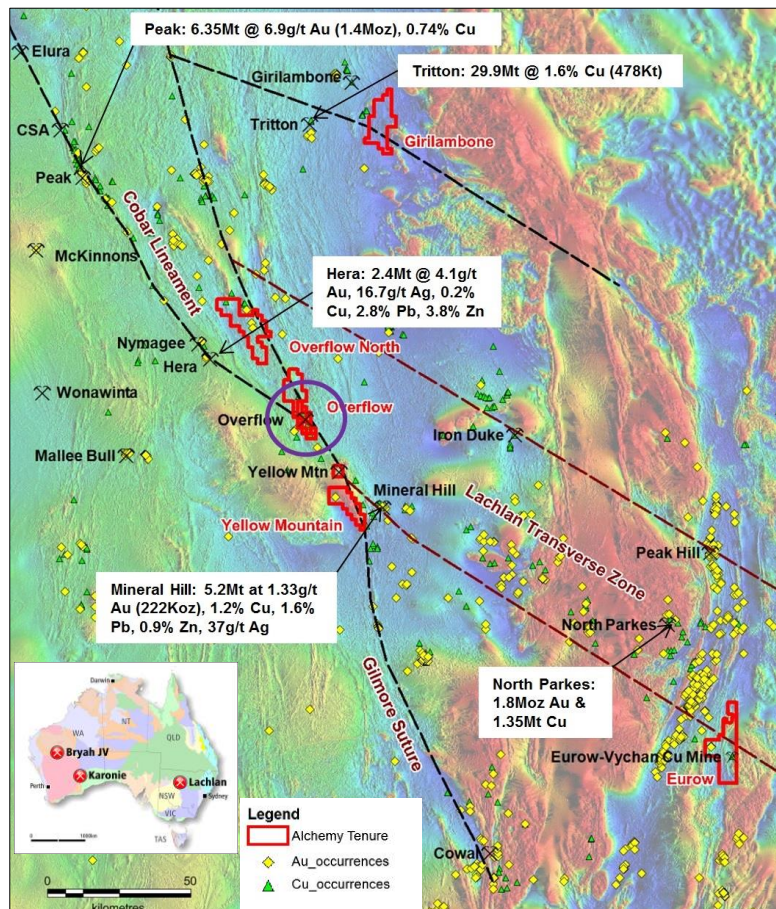 Peak: 6.35Mt @ 6.9g/t Au (1.4Moz), 0.74% Cu
Elura
Girilambone
Tritton: 29.9Mt @ 1.6% Cu (478Kt)
CSA
Tritton
Girilambone
Peak
Cobar Lineament
McKinnons
Hera: 2.4Mt @ 4.1g/t
Au, 16.7g/t Ag, 0.2%
Cu, 2.8% Pb, 3.8% Zn
Nymagee
Hera
Overflow North
Wonawinta
Overflow
Overflow
Iron Duke
Mallee Bull
Yellow Mtn
Mineral Hill
Yellow Mountain
Lachlan Transverse Zone
Peak Hill
Mineral Hill: 5.2Mt at 1.33g/t
Au (222Koz), 1.2% Cu, 1.6%
Pb, 0.9% Zn, 37g/t Ag
North Parkes
Gilmore Suture
North Parkes:
1.8Moz Au &
1.35Mt Cu
Eurow-Vychan Cu Mine
Eurow
Darwin
NT
QLD
WA
Bryah JV
Karonie
Lachlan
Perth
NSW
Sydney
VIC
TAS
0
1000km
Legend
Alchemy Tenure
Au_occurrences
Cu_occurrences
Cowal
0
50
kilometres